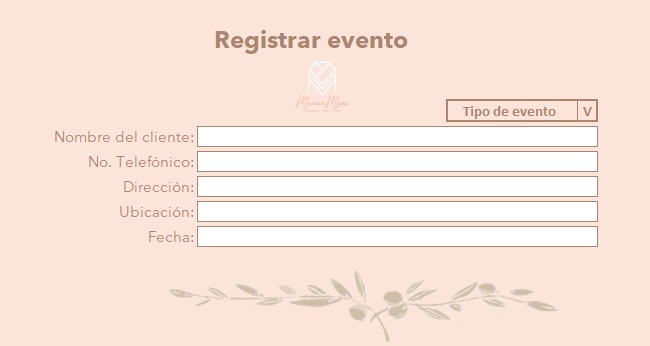 Registrar evento
Tipo de evento V
Nombre del cliente:
No. Telefónico:
Dirección:
Ubicación:
Fecha: